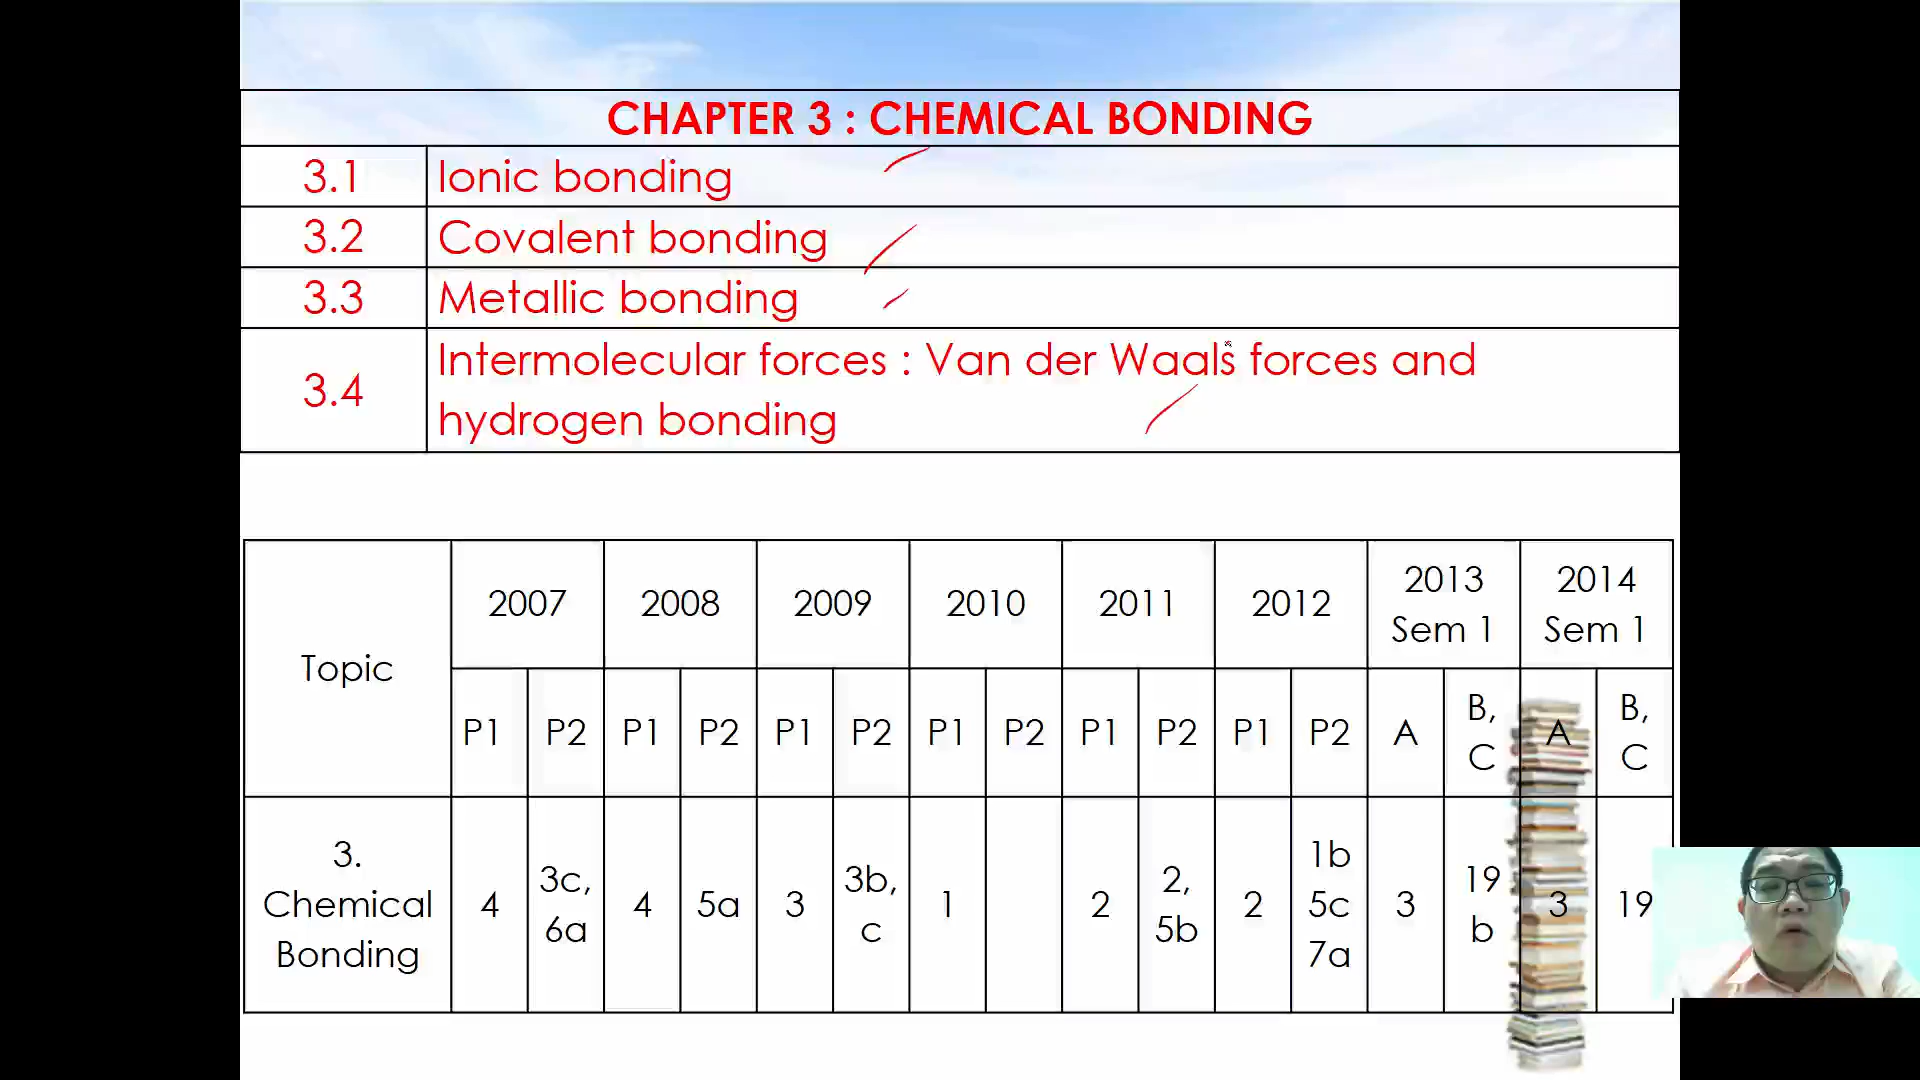 CHAPTER 3 : CHEMICAL BONDING
3.1 Ionic bonding
3.2 Covalent bonding
3.3 Metallic bonding
3.4 Intermolecular forces : Van der Waals forces and
hydrogen bonding
Topic 2007 2008 2009 2010 2011 2012 2013 Sem 1 2014 Sem 1
P1 P2 P1 P2 P1 P2 P1 P2 P1 P2 P1 P2 A B, C A B, C
3. Chemical Bonding 4 3c, 6a 4 5a 3 3b, c 1 2 2, 5b 2 1b 5c 7a 3 19 b 3 19